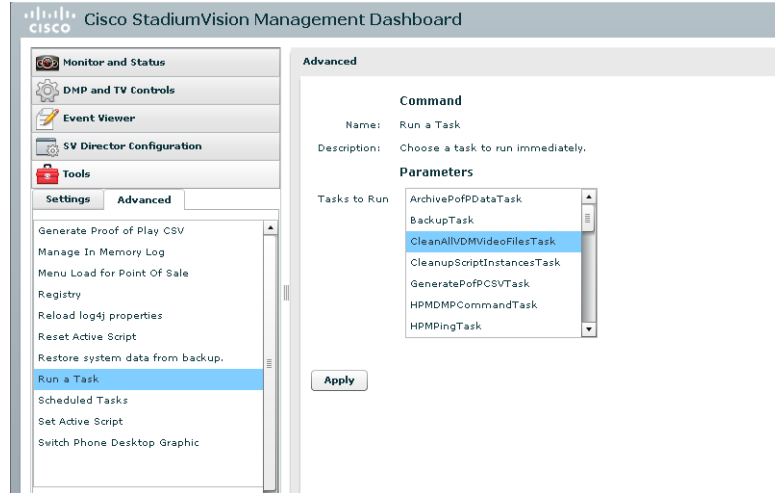 CISCO
Cisco StadiumVision Management Dashboard
Monitor and Status
DMP and TV Controls
Event Viewer
SV Director Configuration
Tools
Settings
Advanced
Generate Proof of Play CSV
Manage In Memory Log
Menu Load for Point Of Sale
Registry
Reload log4j properties
Reset Active Script
Restore system data from backup.
Run a Task
Scheduled Tasks
Set Active Script
Switch Phone Desktop Graphic
Advanced
Command
Name: Run a Task
Description: Choose a task to run immediately.
Parameters
Tasks to Run
ArchivePofPDataTask
BackupTask
CleanAllVDMVideoFilesTask
CleanupScriptInstancesTask
GeneratePofPCSVTask
HPMDMPCommandTask
HPMPingTask
Apply